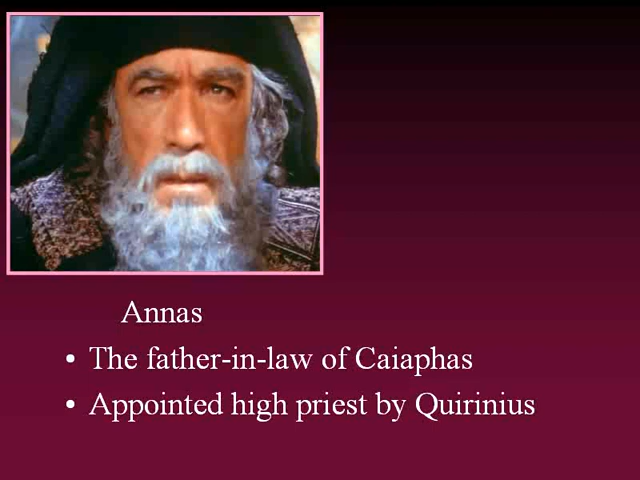 Annas
• The father-in-law of Caiaphas
• Appointed high priest by Quirinius